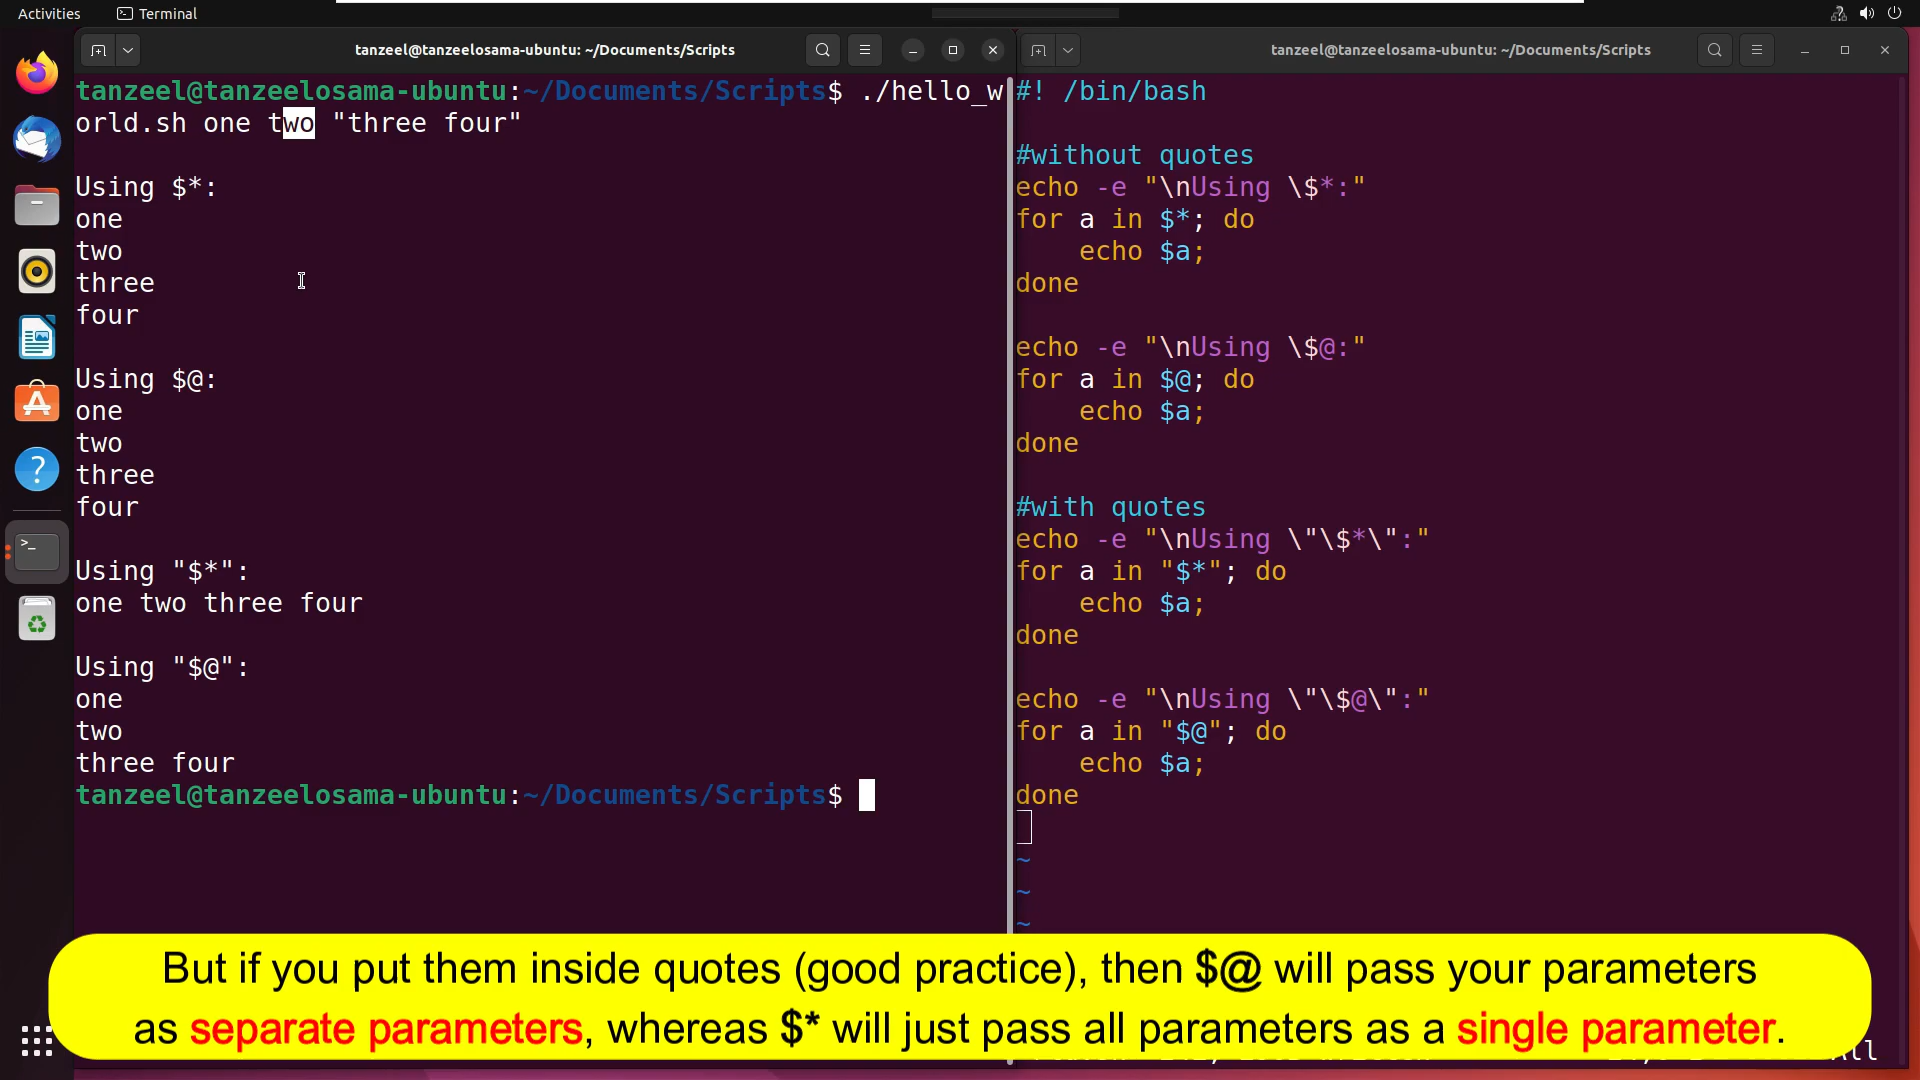 Activities
Terminal
tanzeel@tanzeelosama-ubuntu: ~/Documents/Scripts
tanzeel@tanzeelosama-ubuntu:~/Documents/Scripts$ ./hello_w
orld.sh one two "three four"
Using $*:
one
two
three
four
Using $@:
one
two
three
four
Using "$*":
one two three four
Using "$@":
one
two
three four
tanzeel@tanzeelosama-ubuntu:~/Documents/Scripts$
tanzeel@tanzeelosama-ubuntu: ~/Documents/Scripts
#! /bin/bash
#without quotes
echo -e "\nUsing \$*:"
for a in $*; do
    echo $a;
done
echo -e "\nUsing \$@:"
for a in $@; do
    echo $a;
done
#with quotes
echo -e "\nUsing \"\$*\":"
for a in "$*"; do
    echo $a;
done
echo -e "\nUsing \"\$@\":"
for a in "$@"; do
    echo $a;
done
~
~
~
But if you put them inside quotes (good practice), then $@ will pass your parameters
as separate parameters, whereas $* will just pass all parameters as a single parameter.